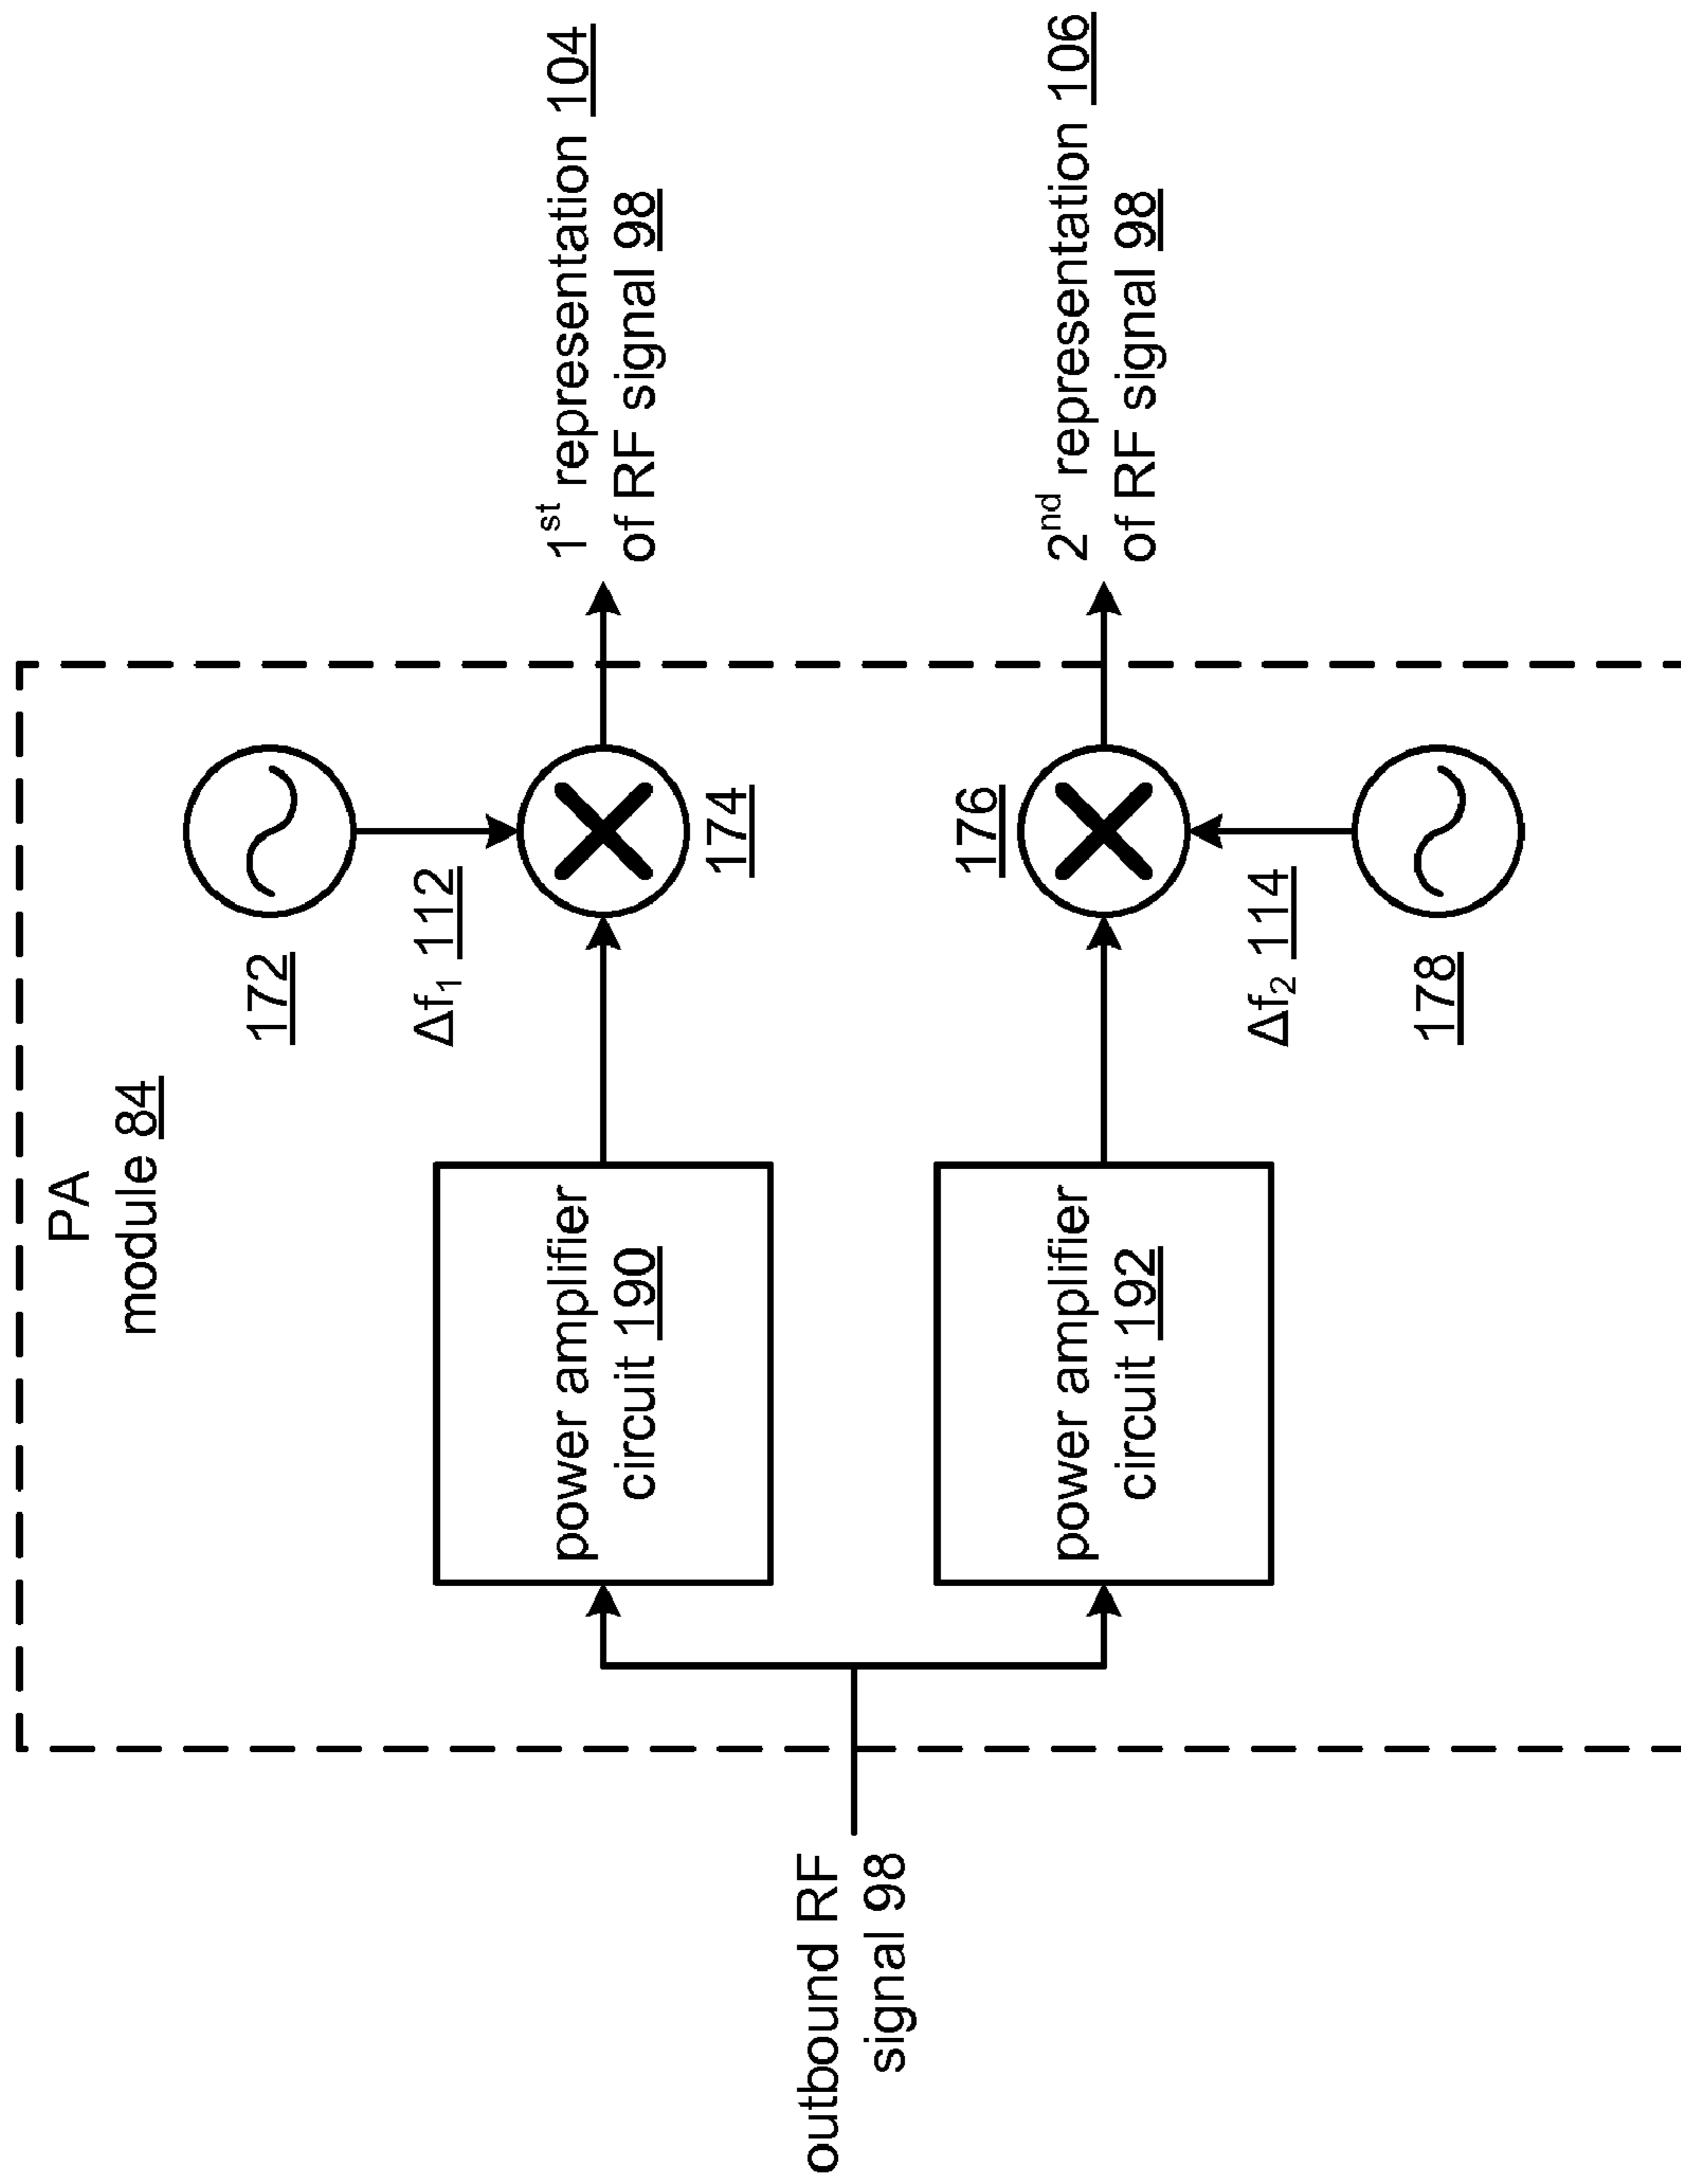 PA
module 84
172
Δf₁ 112
174
1ˢᵗ representation 104
of RF signal 98
power amplifier
circuit 190
outbound RF
signal 98
power amplifier
circuit 192
176
2ⁿᵈ representation 106
of RF signal 98
Δf₂ 114
178